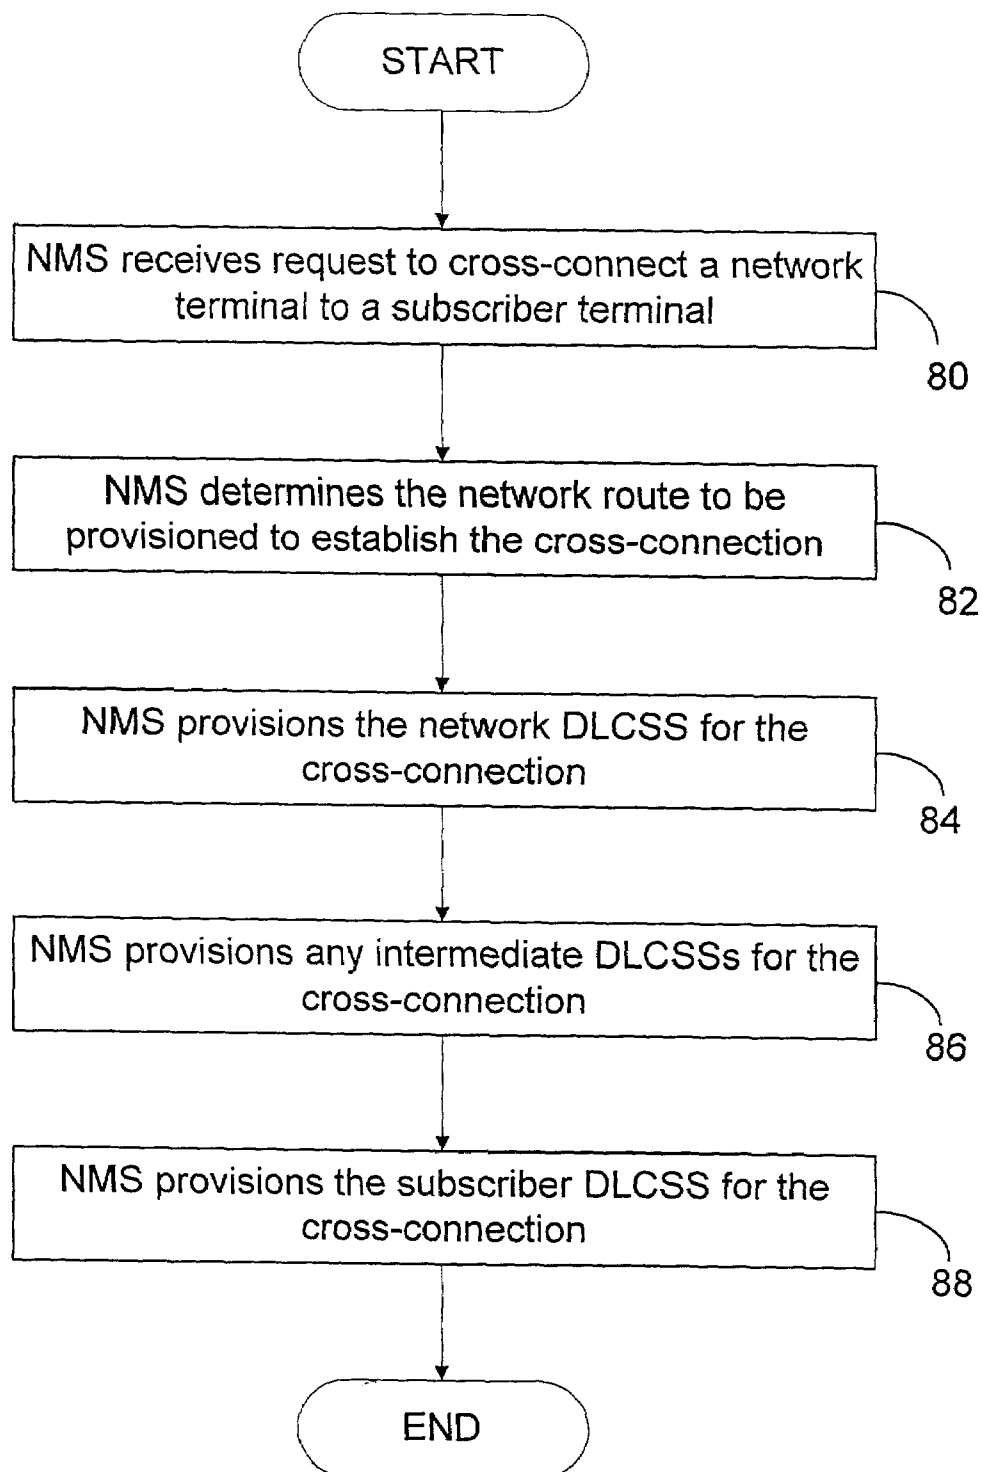 START
NMS receives request to cross-connect a network
terminal to a subscriber terminal
80
NMS determines the network route to be
provisioned to establish the cross-connection
82
NMS provisions the network DLCSS for the
cross-connection
84
NMS provisions any intermediate DLCSSs for the
cross-connection
86
NMS provisions the subscriber DLCSS for the
cross-connection
88
END